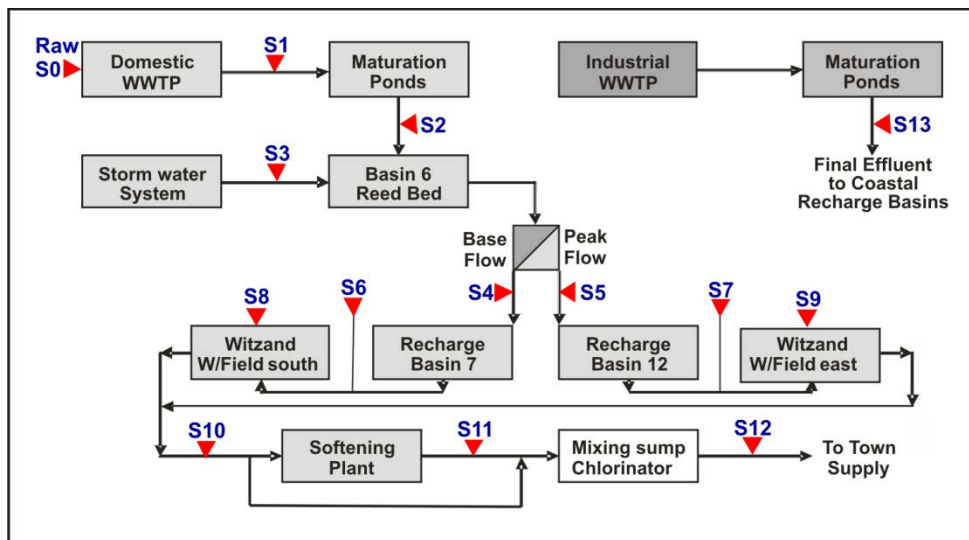 Raw
S0
Domestic
WWTP
S1
Maturation
Ponds
Industrial
WWTP
Maturation
Ponds
S2
S13
Storm water
System
S3
Basin 6
Reed Bed
Final Effluent
to Coastal
Recharge Basins
Base
Flow
Peak
Flow
S4
S5
S8
S6
S7
S9
Witzand
W/Field south
Recharge
Basin 7
Recharge
Basin 12
Witzand
W/Field east
S10
Softening
Plant
S11
Mixing sump
Chlorinator
S12
To Town
Supply